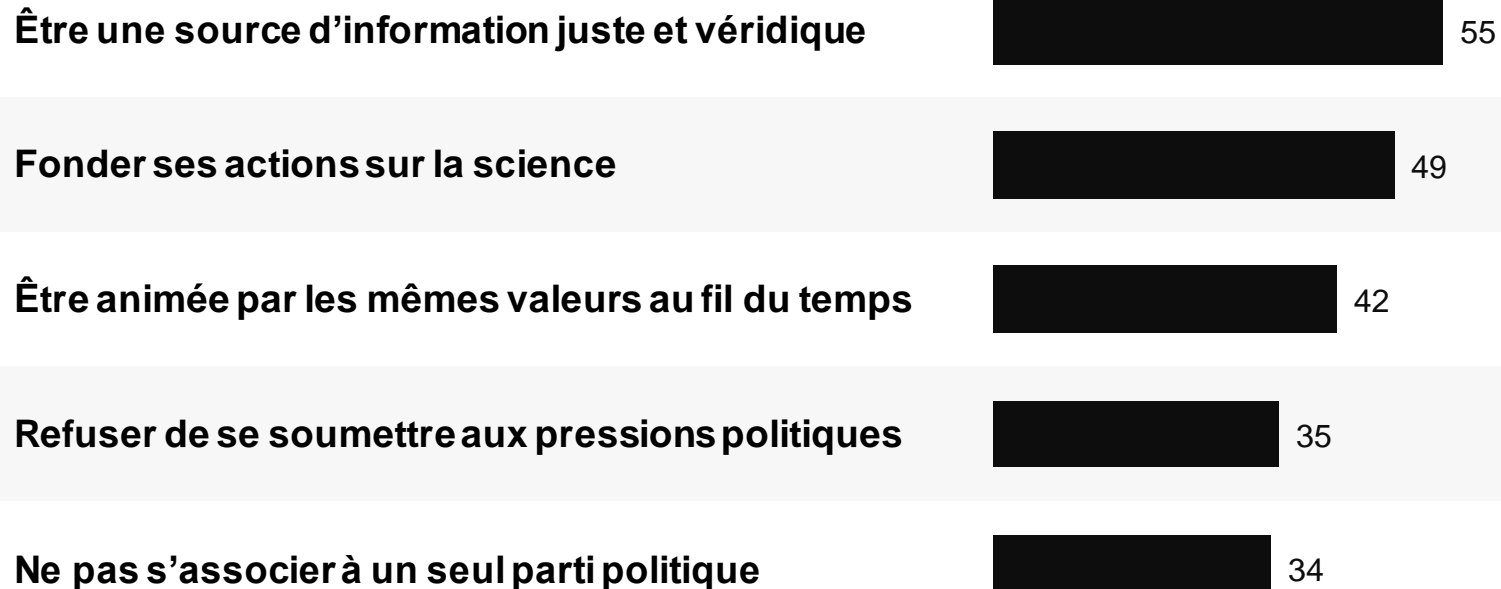 Être une source d’information juste et véridique 55
Fonder ses actions sur la science 49
Être animée par les mêmes valeurs au fil du temps 42
Refuser de se soumettre aux pressions politiques 35
Ne pas s’associer à un seul parti politique 34